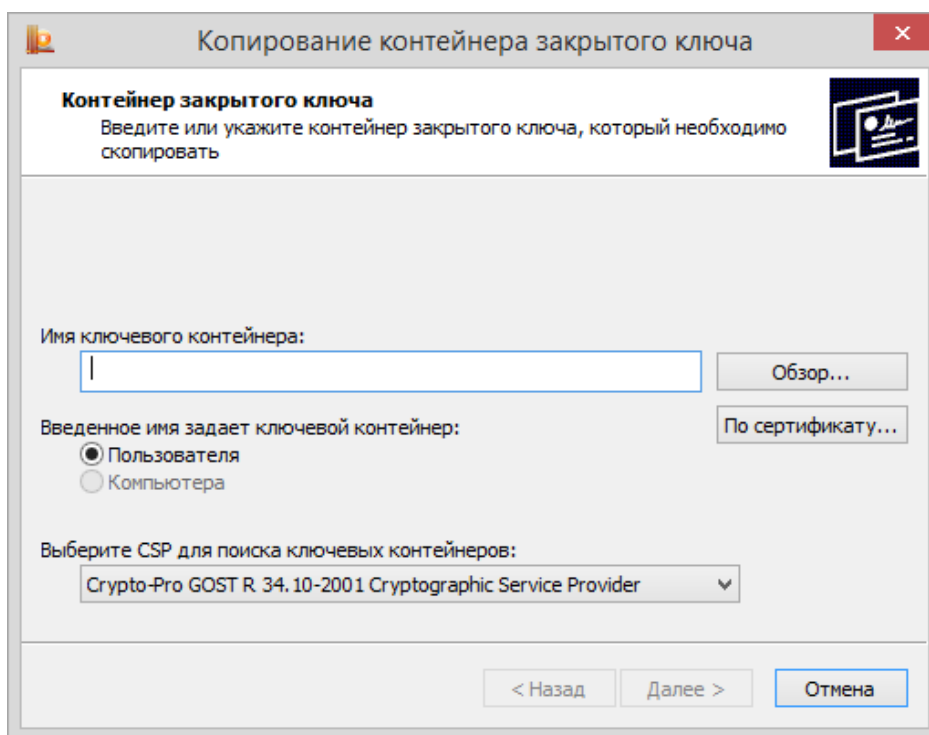 Копирование контейнера закрытого ключа
Контейнер закрытого ключа
Введите или укажите контейнер закрытого ключа, который необходимо
скопировать
Имя ключевого контейнера:
Обзор...
Введенное имя задает ключевой контейнер:
По сертификату...
Пользователя
Компьютера
Выберите CSP для поиска ключевых контейнеров:
Crypto-Pro GOST R 34.10-2001 Cryptographic Service Provider
< Назад
Далее >
Отмена